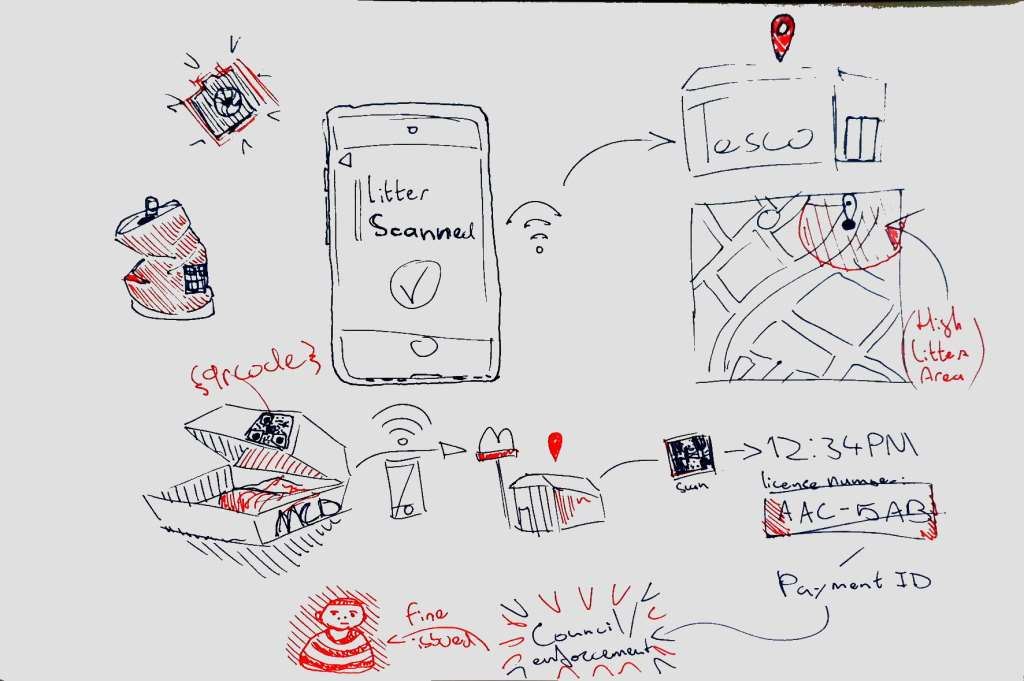 Litter
Scanned
Tesco
(High
Litter
Area)
{qrcode}
MCD
scan
12:34PM
license number:
AAC-5AB
Payment ID
Council/
enforcement
fine
issued